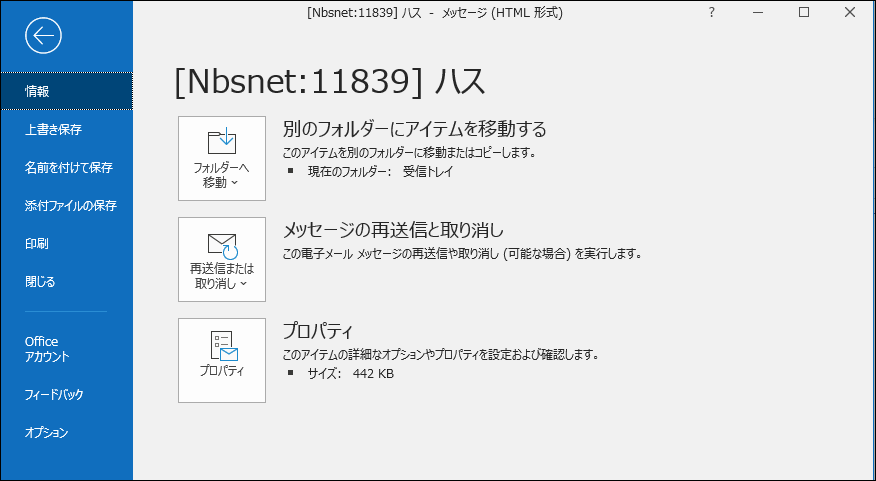 [Nbsnet:11839] ハス - メッセージ (HTML 形式)
?
情報
上書き保存
名前を付けて保存
添付ファイルの保存
印刷
閉じる
Office
アカウント
フィードバック
オプション
[Nbsnet:11839] ハス
フォルダーへ
移動
別のフォルダーにアイテムを移動する
このアイテムを別のフォルダーに移動またはコピーします。
■ 現在のフォルダー: 受信トレイ
再送信または
取り消し
メッセージの再送信と取り消し
この電子メール メッセージの再送信や取り消し (可能な場合) を実行します。
プロパティ
プロパティ
このアイテムの詳細なオプションやプロパティを設定および確認します。
■ サイズ: 442 KB